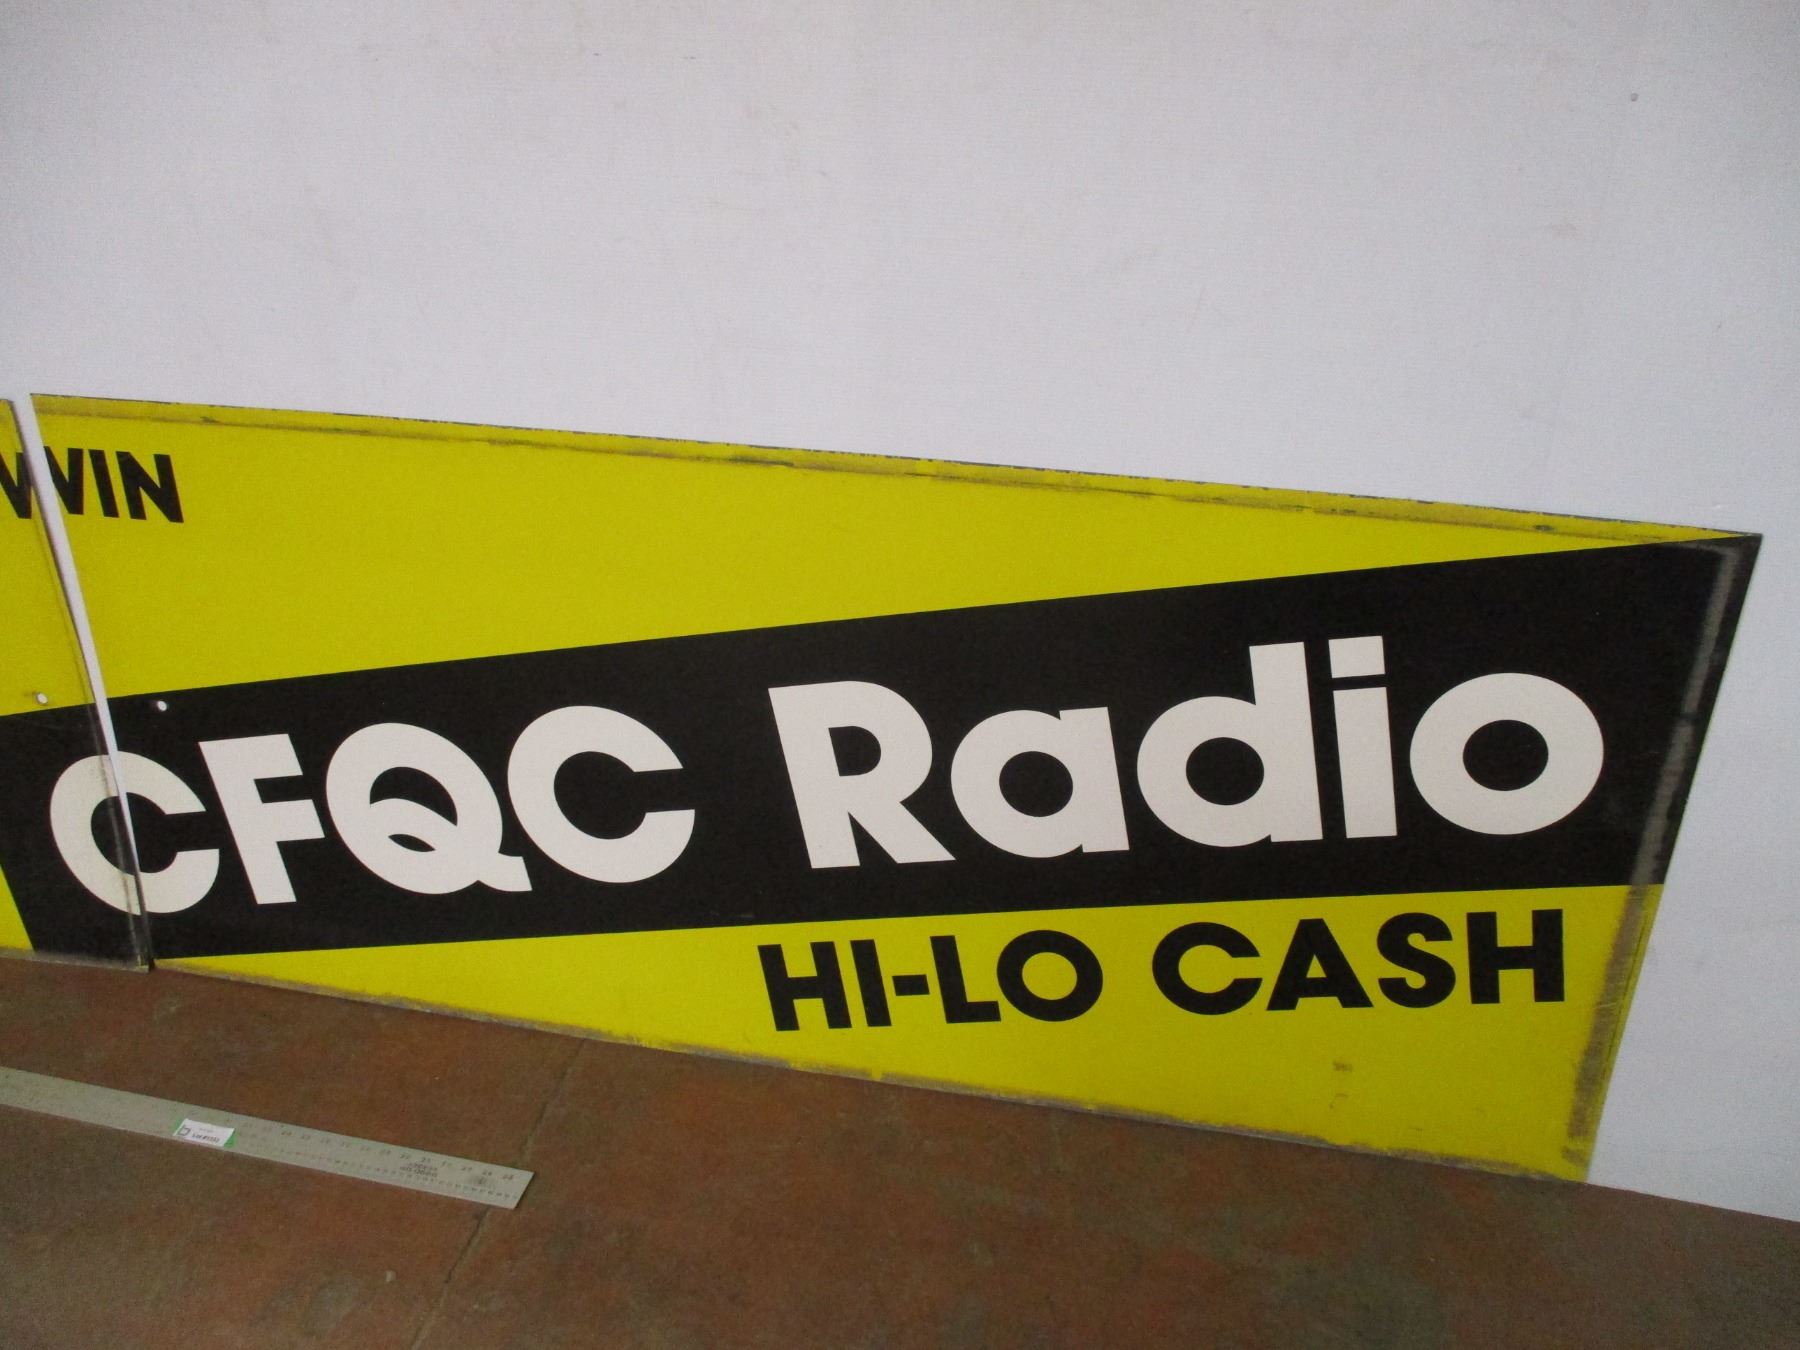 WIN
CFQC Radio
HI-LO CASH